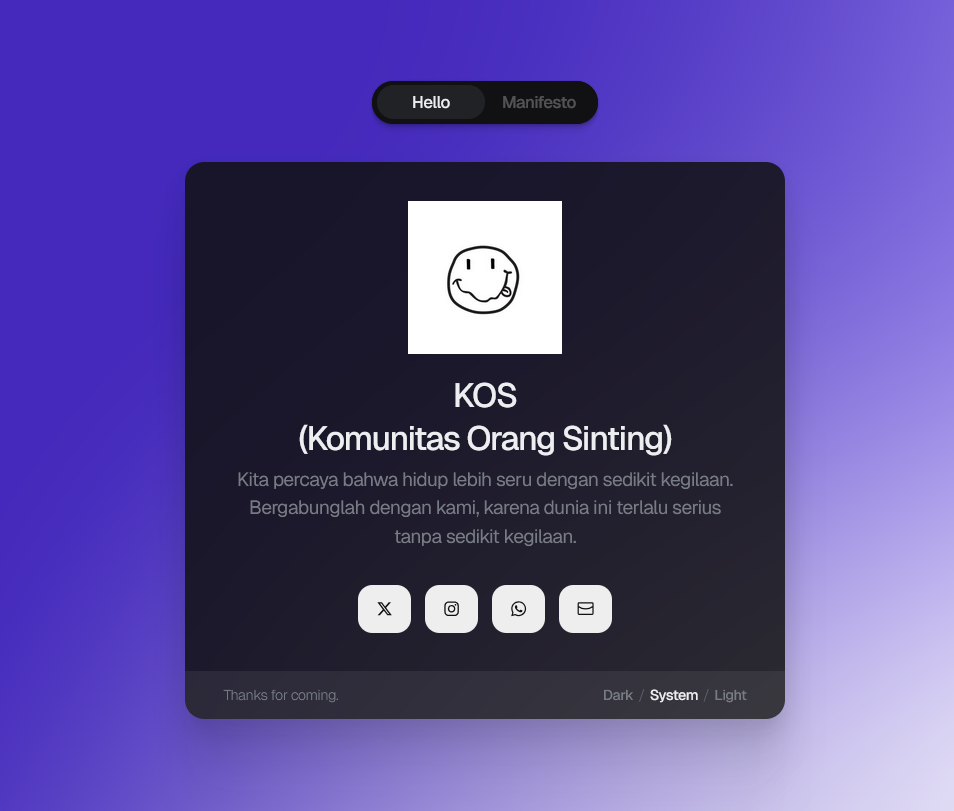 Hello Manifesto
KOS
(Komunitas Orang Sinting)
Kita percaya bahwa hidup lebih seru dengan sedikit kegilaan.
Bergabunglah dengan kami, karena dunia ini terlalu serius
tanpa sedikit kegilaan.
Thanks for coming. Dark / System / Light